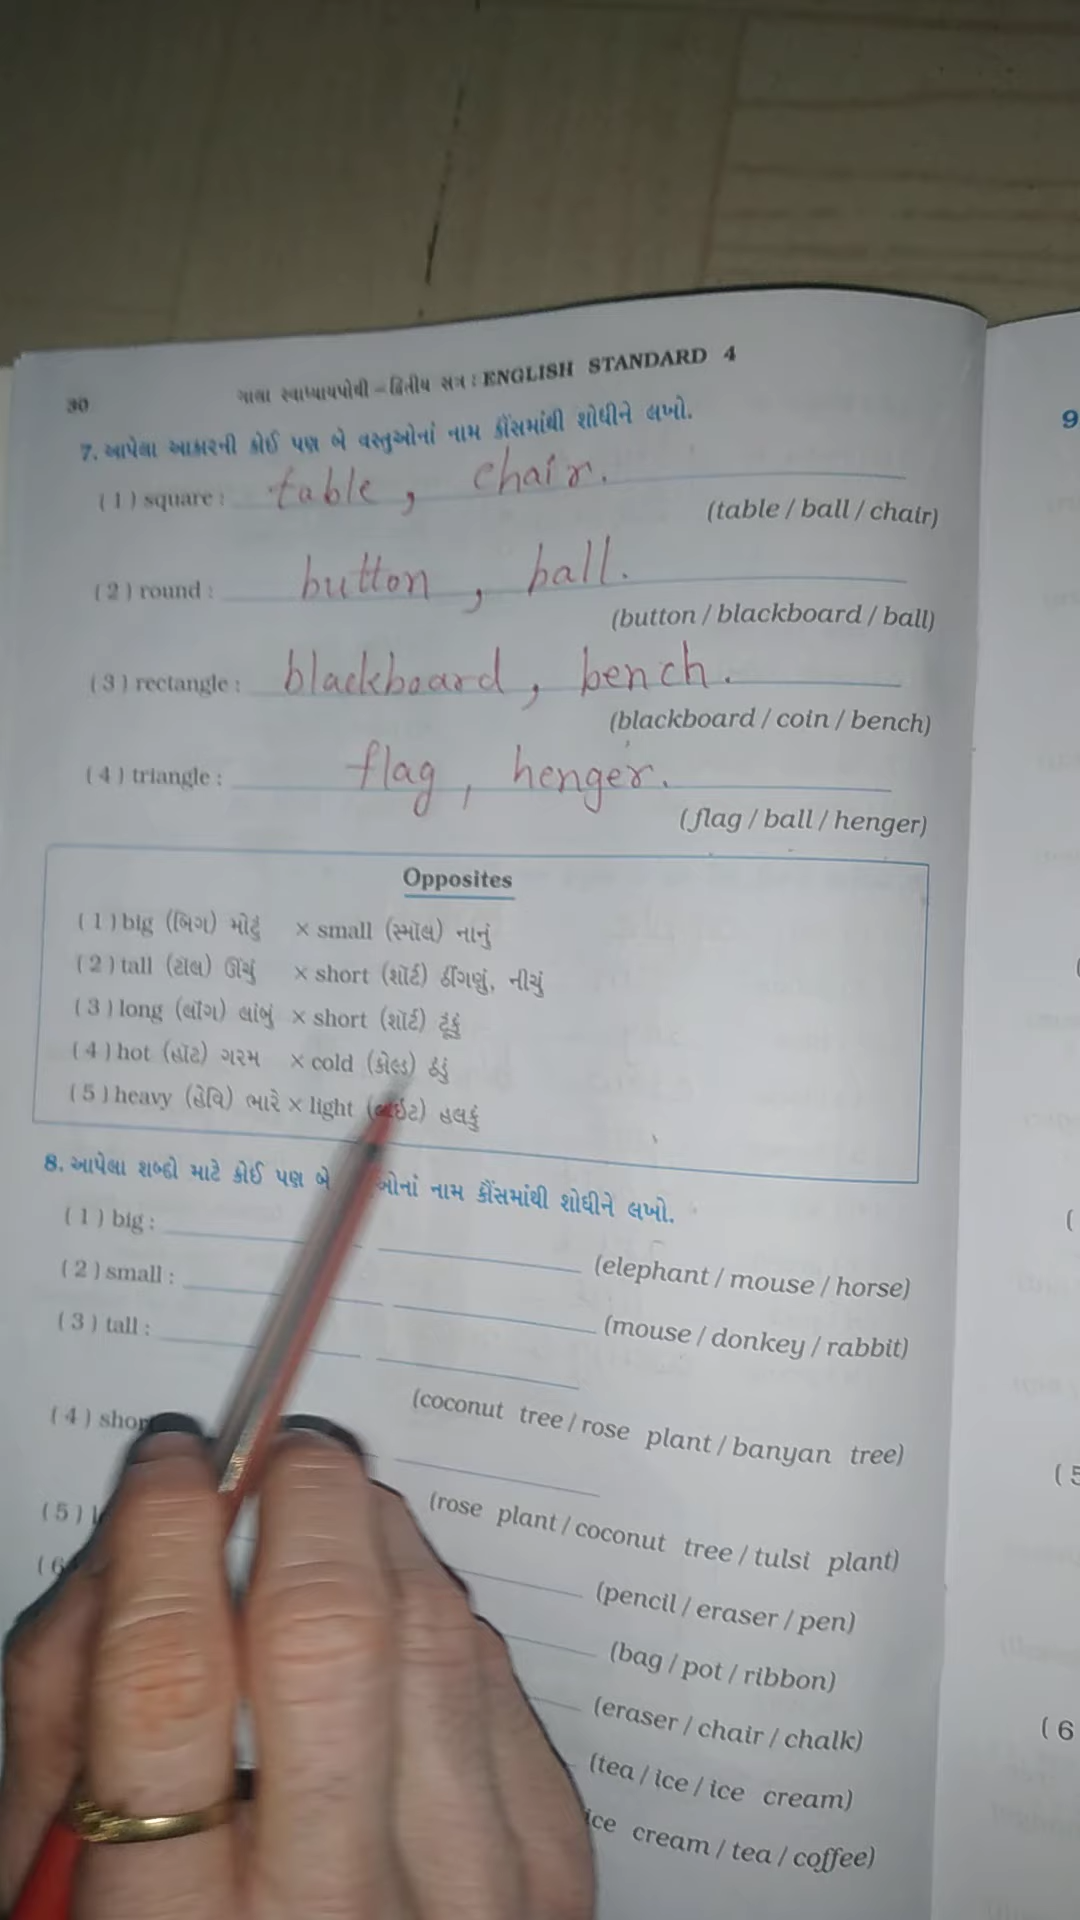 30
ગાલા સ્વાધ્યાયપોથી – દ્વિતીય સત્ર : ENGLISH STANDARD 4
7. આપેલા આકારની કોઈ પણ બે વસ્તુઓનાં નામ કૌંસમાંથી શોધીને લખો.
(1) square : table, chair.
(table / ball / chair)
(2) round : button, ball.
(button / blackboard / ball)
(3) rectangle : blackboard, bench.
(blackboard / coin / bench)
(4) triangle : flag, henger.
(flag / ball / henger)
Opposites
(1) big (બિગ) મોટું × small (સ્મૉલ) નાનું
(2) tall (ટૉલ) ઊંચું × short (શૉર્ટ) ઠીંગણું, નીચું
(3) long (લૉંગ) લાંબું × short (શૉર્ટ) ટૂંકું
(4) hot (હૉટ) ગરમ × cold (કોલ્ડ) ઠંડું
(5) heavy (હેવિ) ભારે × light (લાઇટ) હલકું
8. આપેલા શબ્દો માટે કોઈ પણ બે નામ કૌંસમાંથી શોધીને લખો.
(1) big : (elephant / mouse / horse)
(2) small : (mouse / donkey / rabbit)
(3) tall :
(coconut tree / rose plant / banyan tree)
(4)
(rose plant / coconut tree / tulsi plant)
(5) (pencil / eraser / pen)
(6 (bag / pot / ribbon)
(eraser / chair / chalk)
(tea / ice / ice cream)
ice cream / tea / coffee)
9
(
(5
(6